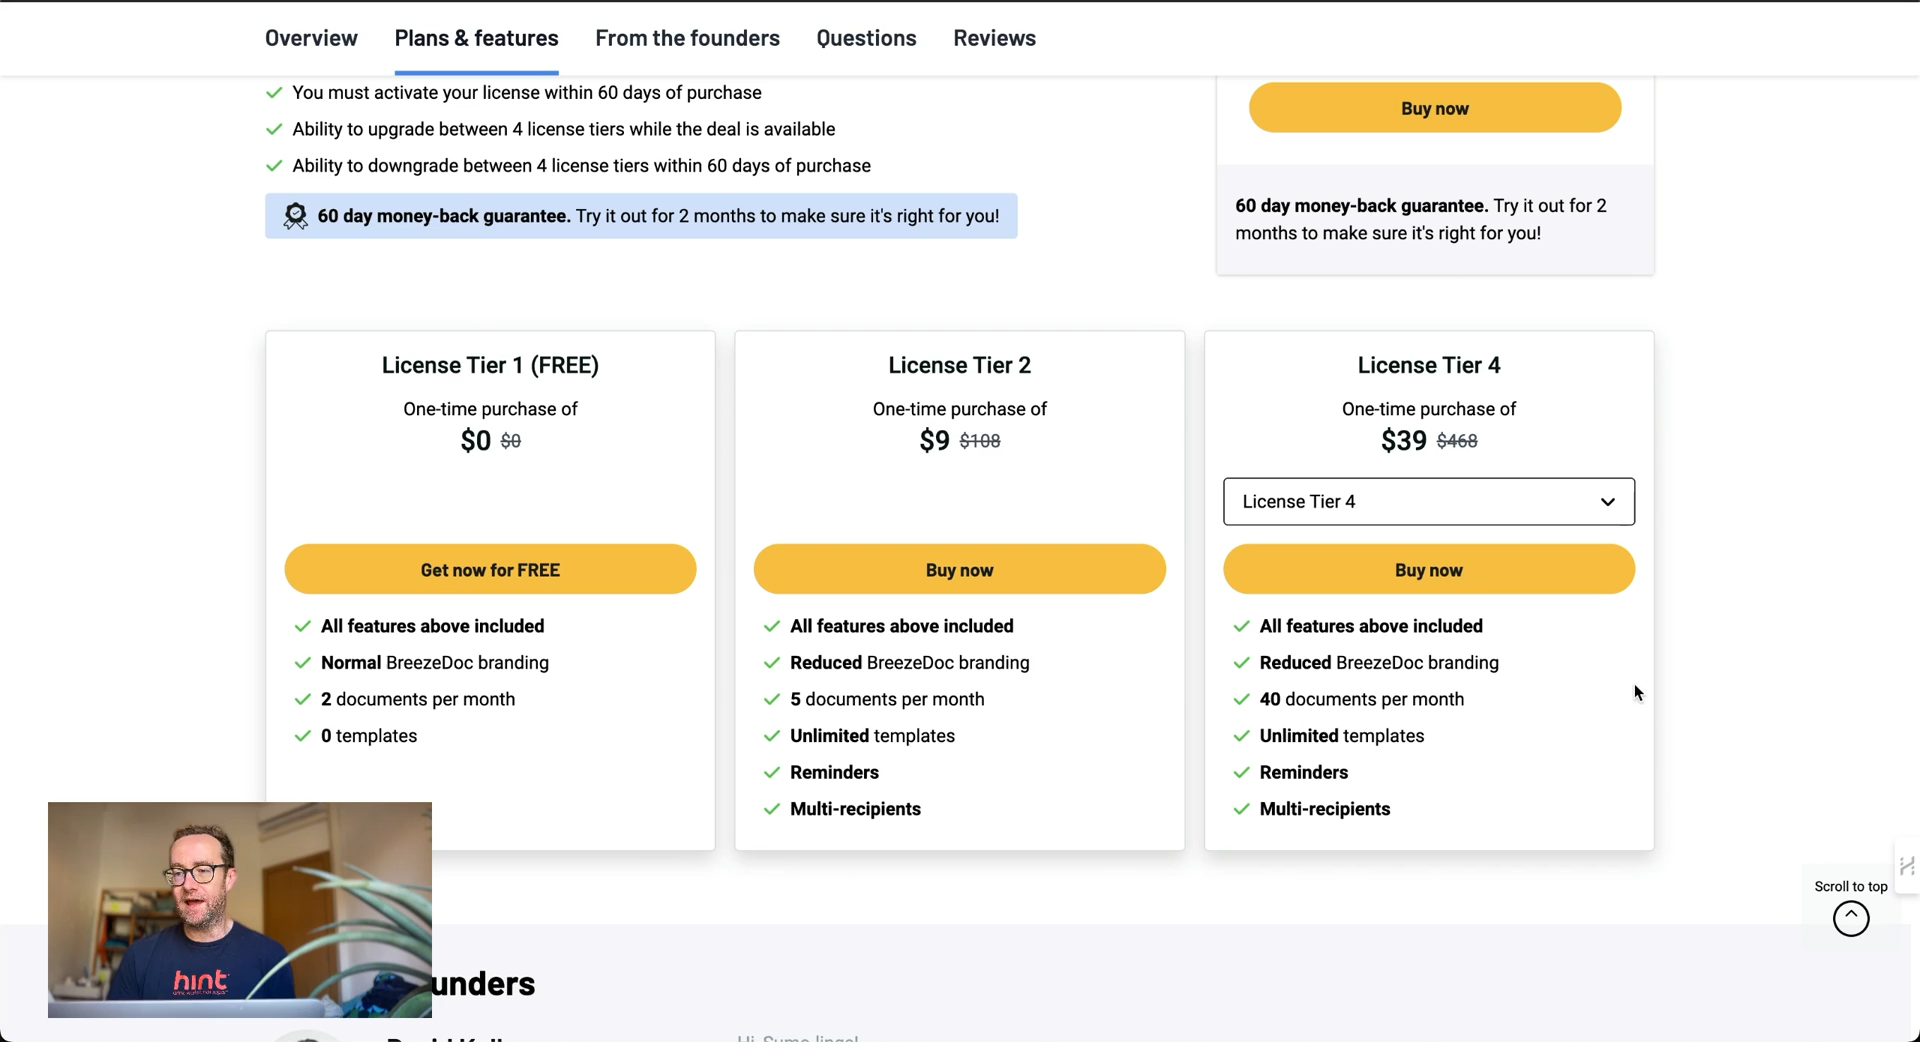 Overview Plans & features From the founders Questions Reviews
You must activate your license within 60 days of purchase
Ability to upgrade between 4 license tiers while the deal is available
Ability to downgrade between 4 license tiers within 60 days of purchase
60 day money-back guarantee. Try it out for 2 months to make sure it's right for you!
Buy now
60 day money-back guarantee. Try it out for 2
months to make sure it's right for you!
License Tier 1 (FREE)
One-time purchase of
$0 $0
Get now for FREE
All features above included
Normal BreezeDoc branding
2 documents per month
0 templates
License Tier 2
One-time purchase of
$9 $108
Buy now
All features above included
Reduced BreezeDoc branding
5 documents per month
Unlimited templates
Reminders
Multi-recipients
License Tier 4
One-time purchase of
$39 $468
License Tier 4
Buy now
All features above included
Reduced BreezeDoc branding
40 documents per month
Unlimited templates
Reminders
Multi-recipients
Scroll to top
hint
unders